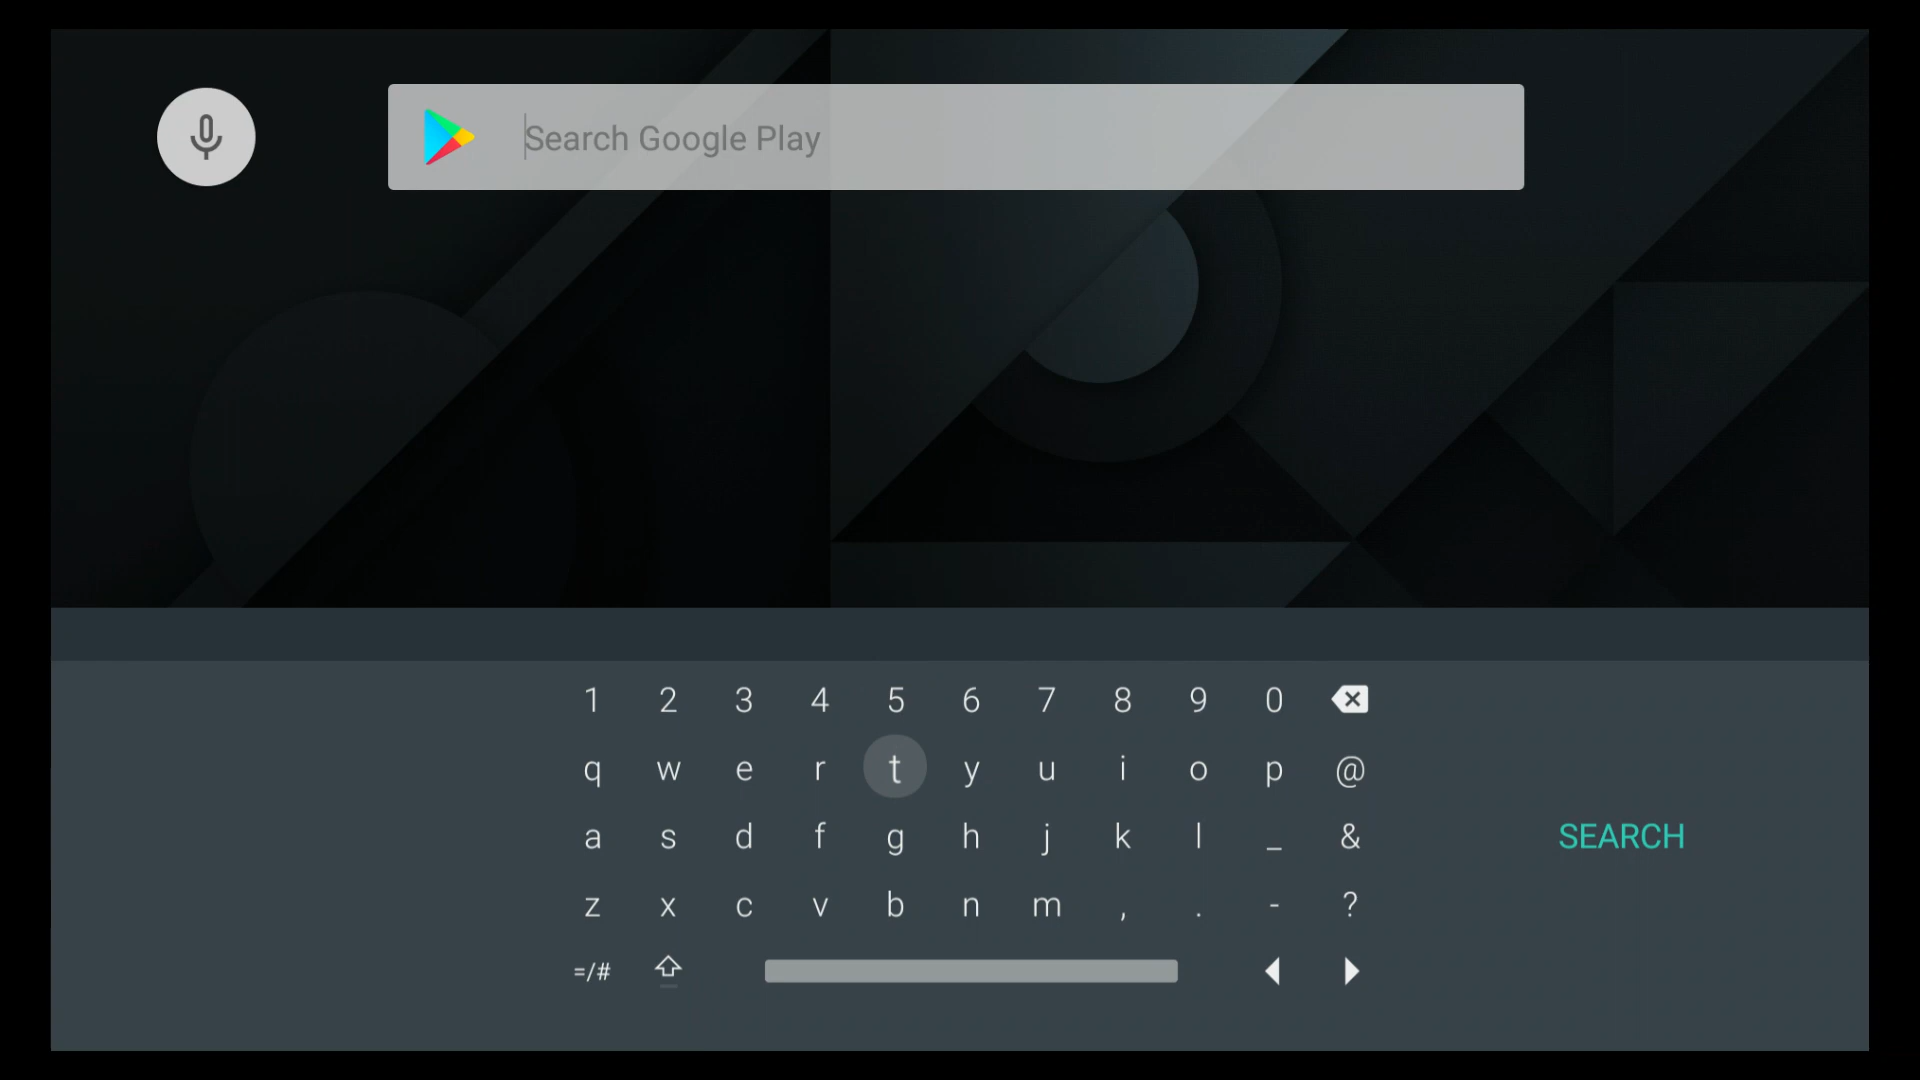 Search Google Play
1 2 3 4 5 6 7 8 9 0
q w e r t y u i o p @
a s d f g h j k l _ &
SEARCH
z x c v b n m , . - ?
=/#